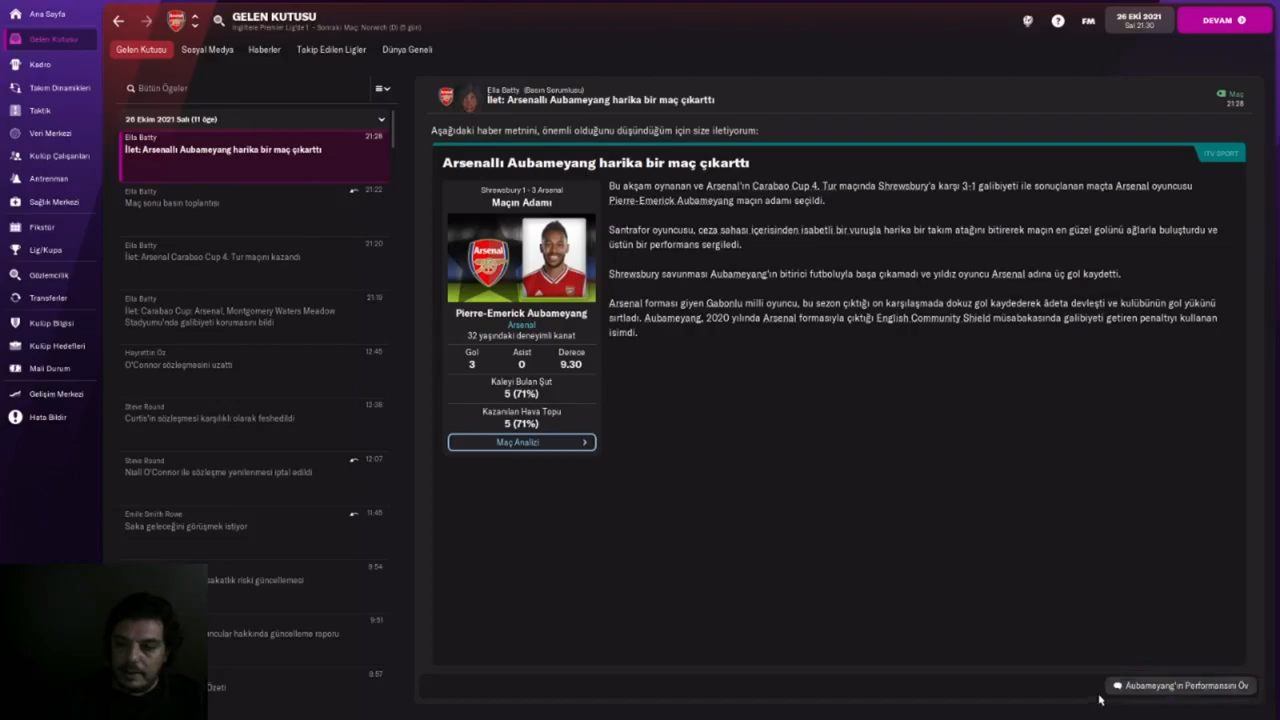 Ana Sayfa
Gelen Kutusu
Kadro
Takım Dinamikleri
Taktik
Veri Merkezi
Kulüp Çalışanları
Antrenman
Sağlık Merkezi
Fikstür
Lig/Kupa
Gözlemcilik
Transferler
Kulüp Bilgisi
Kulüp Hedefleri
Mali Durum
Gelişim Merkezi
Hata Bildir
GELEN KUTUSU
İngiltere Premier Lig'de 1 - Sonraki Maç: Norwich (D) (5 gün)
FM
26 EKİ 2021
Sal 21:30
DEVAM
Gelen Kutusu
Sosyal Medya
Haberler
Takip Edilen Ligler
Dünya Geneli
Bütün Ögeler
26 Ekim 2021 Salı (11 öge)
Ella Batty 21:28
İlet: Arsenallı Aubameyang harika bir maç çıkarttı
Ella Batty 21:22
Maç sonu basın toplantısı
Ella Batty 21:20
İlet: Arsenal Carabao Cup 4. Tur maçını kazandı
Ella Batty 21:19
İlet: Carabao Cup: Arsenal, Montgomery Waters Meadow
Stadyumu'nda galibiyeti korumasını bildi
Hayrettin Öz 12:45
O'Connor sözleşmesini uzattı
Steve Round 12:38
Curtis'in sözleşmesi karşılıklı olarak feshedildi
Steve Round 12:07
Niall O'Connor ile sözleşme yenilenmesi iptal edildi
Emile Smith Rowe 11:45
Saka geleceğini görüşmek istiyor
9:54
sakatlık riski güncellemesi
9:51
oncular hakkında güncelleme raporu
8:57
Özeti
Ella Batty (Basın Sorumlusu)
İlet: Arsenallı Aubameyang harika bir maç çıkarttı
Maç
21:28
Aşağıdaki haber metnini, önemli olduğunu düşündüğüm için size iletiyorum:
Arsenallı Aubameyang harika bir maç çıkarttı
ITV SPORT
Shrewsbury 1 - 3 Arsenal
Maçın Adamı
Arsenal
Pierre-Emerick Aubameyang
Arsenal
32 yaşındaki deneyimli kanat
Gol Asist Derece
3 0 9.30
Kaleyi Bulan Şut
5 (71%)
Kazanılan Hava Topu
5 (71%)
Maç Analizi
Bu akşam oynanan ve Arsenal'ın Carabao Cup 4. Tur maçında Shrewsbury'a karşı 3-1 galibiyeti ile sonuçlanan maçta Arsenal oyuncusu
Pierre-Emerick Aubameyang maçın adamı seçildi.
Santrafor oyuncusu, ceza sahası içerisinden isabetli bir vuruşla harika bir takım atağını bitirerek maçın en güzel golünü ağlarla buluşturdu ve
üstün bir performans sergiledi.
Shrewsbury savunması Aubameyang'ın bitirici futboluyla başa çıkamadı ve yıldız oyuncu Arsenal adına üç gol kaydetti.
Arsenal forması giyen Gabonlu milli oyuncu, bu sezon çıktığı on karşılaşmada dokuz gol kaydederek âdeta devleşti ve kulübünün gol yükünü
sırtladı. Aubameyang, 2020 yılında Arsenal formasıyla çıktığı English Community Shield müsabakasında galibiyeti getiren penaltıyı kullanan
isimdi.
Aubameyang'ın Performansını Öv